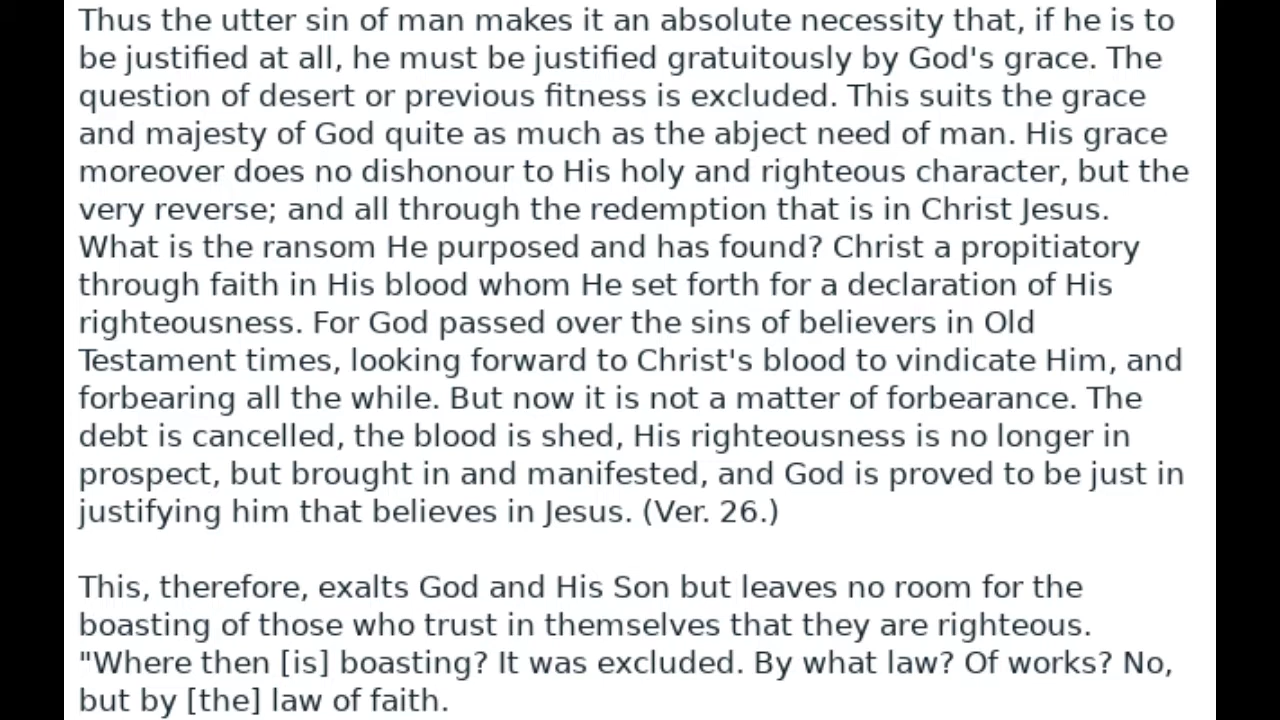 Thus the utter sin of man makes it an absolute necessity that, if he is to
be justified at all, he must be justified gratuitously by God's grace. The
question of desert or previous fitness is excluded. This suits the grace
and majesty of God quite as much as the abject need of man. His grace
moreover does no dishonour to His holy and righteous character, but the
very reverse; and all through the redemption that is in Christ Jesus.
What is the ransom He purposed and has found? Christ a propitiatory
through faith in His blood whom He set forth for a declaration of His
righteousness. For God passed over the sins of believers in Old
Testament times, looking forward to Christ's blood to vindicate Him, and
forbearing all the while. But now it is not a matter of forbearance. The
debt is cancelled, the blood is shed, His righteousness is no longer in
prospect, but brought in and manifested, and God is proved to be just in
justifying him that believes in Jesus. (Ver. 26.)

This, therefore, exalts God and His Son but leaves no room for the
boasting of those who trust in themselves that they are righteous.
"Where then [is] boasting? It was excluded. By what law? Of works? No,
but by [the] law of faith.